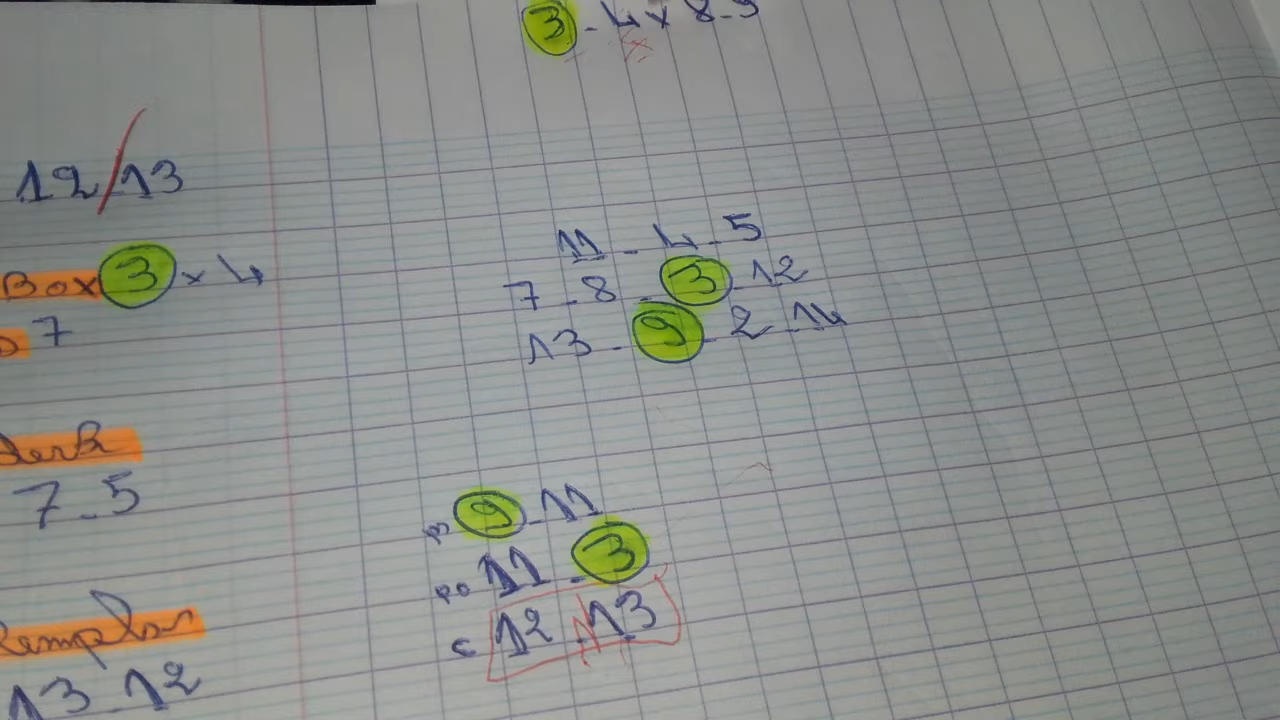 3 - 4 x 8-9
12/13
Box 3 x 4
7
11 - 4 - 5
7 - 8 - 3 - 12
13 - 9 - 2 - 14
7 - 5
9 - 11
11 - 3
c 12 - 13
13 - 12